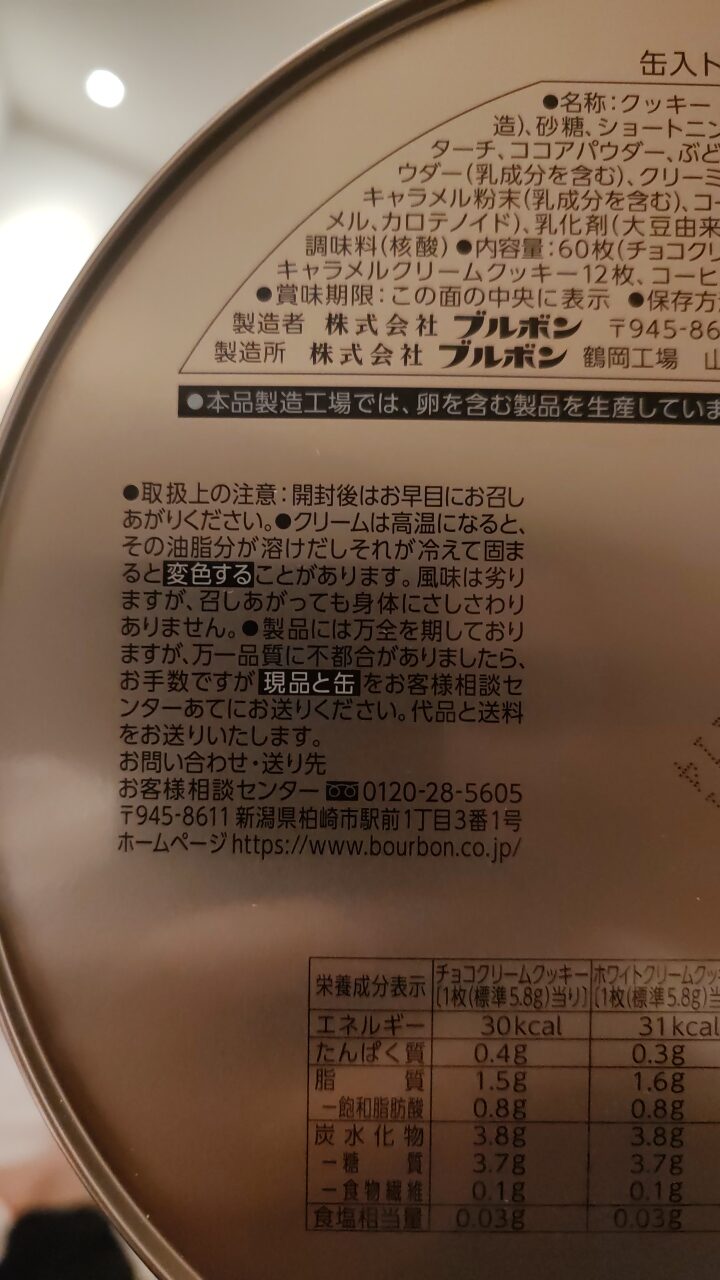 缶入ト
●名称:クッキー
造)、砂糖、ショートニン
ターチ、ココアパウダー、ぶど
ウダー(乳成分を含む)、クリーミ
キャラメル粉末(乳成分を含む)、コー
メル、カロテノイド)、乳化剤(大豆由来
調味料(核酸)●内容量:60枚(チョコクリ
キャラメルクリームクッキー12枚、コーヒ
●賞味期限:この面の中央に表示 ●保存方
製造者 株式会社 ブルボン 〒945-86
製造所 株式会社 ブルボン 鶴岡工場 山
●本品製造工場では、卵を含む製品を生産していま
●取扱上の注意:開封後はお早目にお召し
あがりください。●クリームは高温になると、
その油脂分が溶けだしそれが冷えて固ま
ると変色することがあります。風味は劣り
ますが、召しあがっても身体にさしさわり
ありません。●製品には万全を期しており
ますが、万一品質に不都合がありましたら、
お手数ですが現品と缶をお客様相談セ
ンターあてにお送りください。代品と送料
をお送りいたします。
お問い合わせ・送り先
お客様相談センター 0120-28-5605
〒945-8611 新潟県柏崎市駅前1丁目3番1号
ホームページ https://www.bourbon.co.jp/
栄養成分表示 チョコクリームクッキー[1枚(標準5.8g)当り] ホワイトクリームクッキ[1枚(標準5.8g)当
エネルギー 30kcal 31kcal
たんぱく質 0.4g 0.3g
脂質 1.5g 1.6g
－飽和脂肪酸 0.8g 0.8g
炭水化物 3.8g 3.8g
－糖質 3.7g 3.7g
－食物繊維 0.1g 0.1g
食塩相当量 0.03g 0.03g